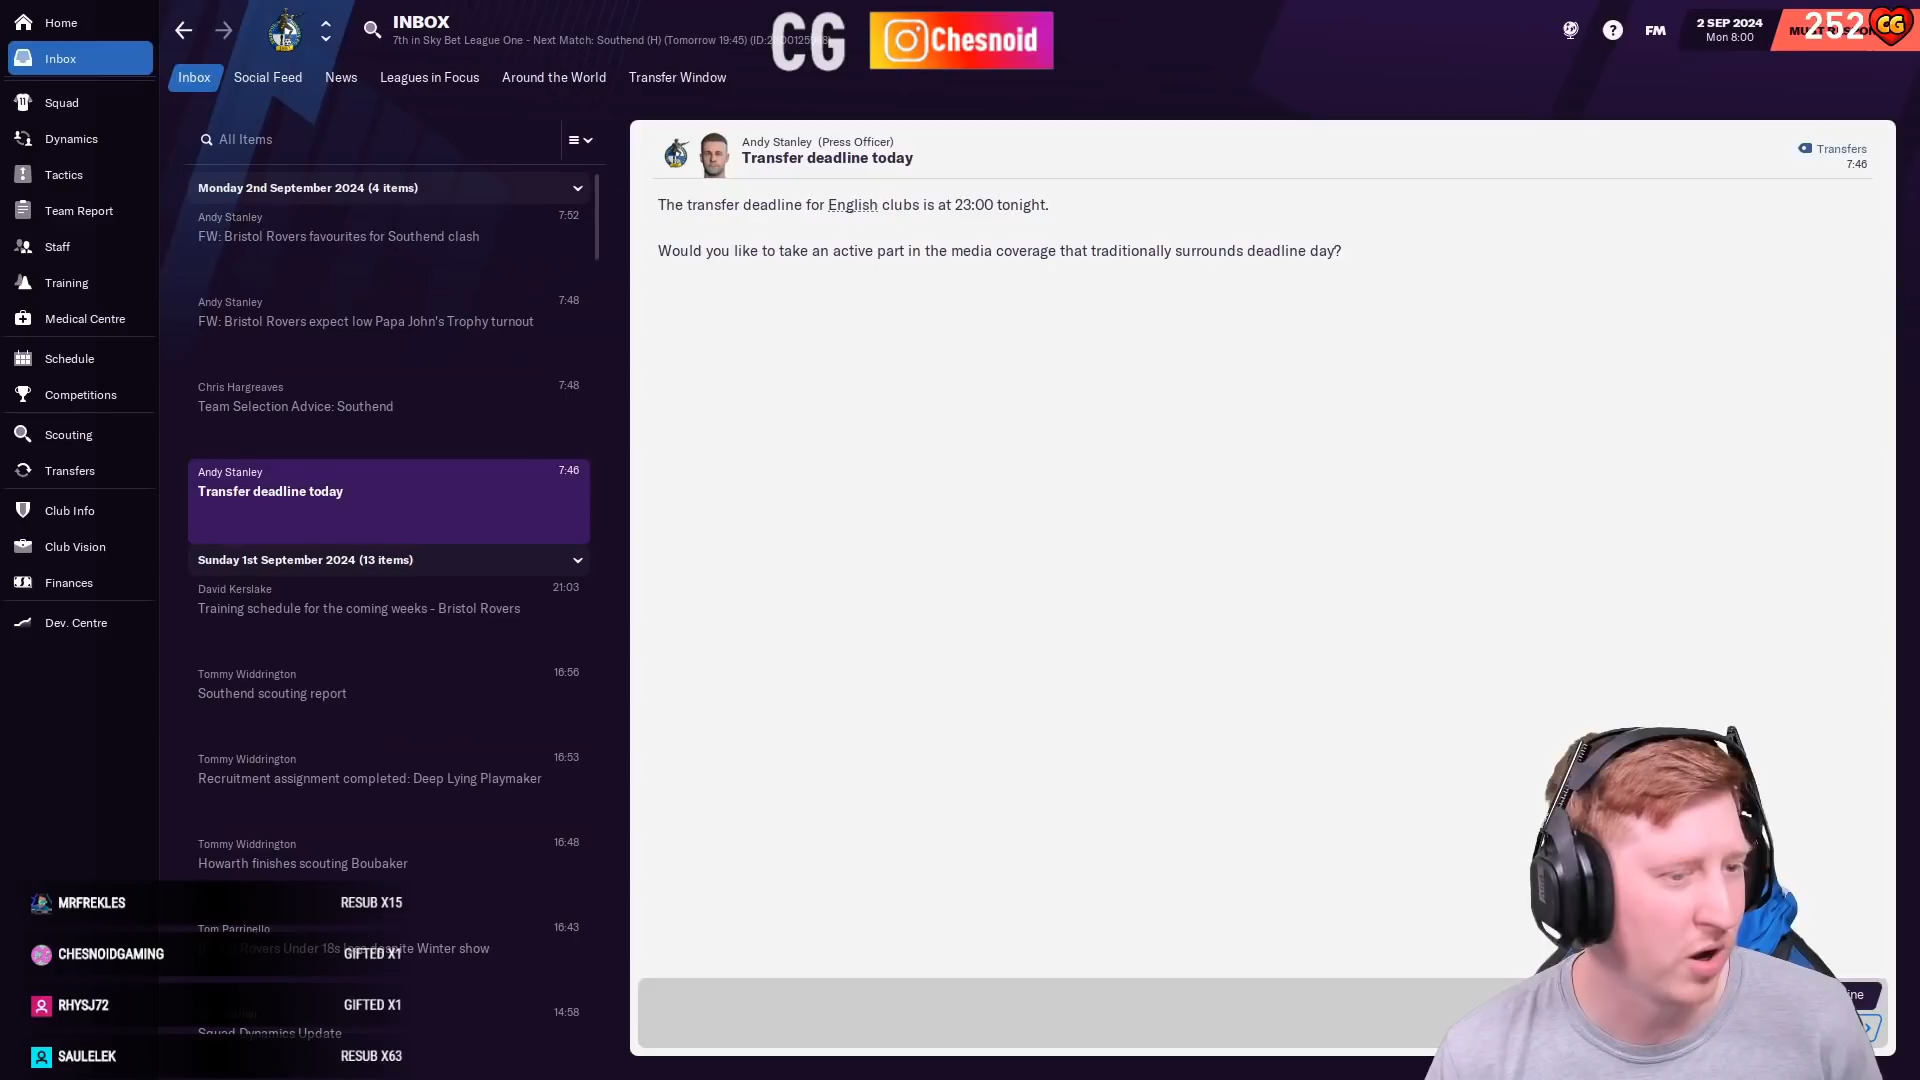 Home
Inbox
Squad
Dynamics
Tactics
Team Report
Staff
Training
Medical Centre
Schedule
Competitions
Scouting
Transfers
Club Info
Club Vision
Finances
Dev. Centre
INBOX
7th in Sky Bet League One - Next Match: Southend (H) (Tomorrow 19:45)
CG
Chesnoid
FM
2 SEP 2024
Mon 8:00
252
CG
Inbox
Social Feed
News
Leagues in Focus
Around the World
Transfer Window
All Items
Monday 2nd September 2024 (4 items)
Andy Stanley 7:52
FW: Bristol Rovers favourites for Southend clash
Andy Stanley 7:48
FW: Bristol Rovers expect low Papa John's Trophy turnout
Chris Hargreaves 7:48
Team Selection Advice: Southend
Andy Stanley 7:46
Transfer deadline today
Sunday 1st September 2024 (13 items)
David Kerslake 21:03
Training schedule for the coming weeks - Bristol Rovers
Tommy Widdrington 16:56
Southend scouting report
Tommy Widdrington 16:53
Recruitment assignment completed: Deep Lying Playmaker
Tommy Widdrington 16:48
Howarth finishes scouting Boubaker
Tom Parrinello 16:43
Rovers Under 18s loss despite Winter show
14:58
Squad Dynamics Update
MRFREKLES RESUB X15
CHESNOIDGAMING GIFTED X1
RHYSJ72 GIFTED X1
SAULELEK RESUB X63
Andy Stanley (Press Officer)
Transfer deadline today
Transfers
7:46
The transfer deadline for English clubs is at 23:00 tonight.
Would you like to take an active part in the media coverage that traditionally surrounds deadline day?